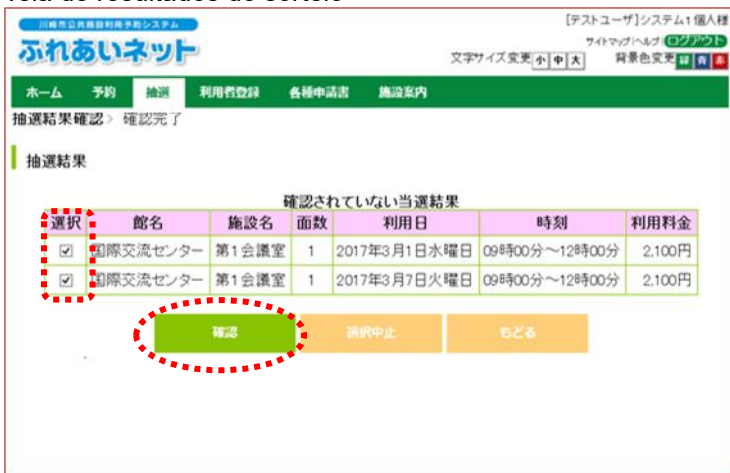 Tela de resultados do sorteio
川崎市公共施設利用予約システム
ふれあいネット
[テストユーザ]システム1個人様
サイトマップ ヘルプ ログアウト
文字サイズ変更 小 中 大 背景色変更 緑 青 赤
ホーム 予約 抽選 利用者登録 各種申請書 施設案内
抽選結果確認> 確認完了
抽選結果
確認されていない当選結果
選択 館名 施設名 面数 利用日 時刻 利用料金
国際交流センター 第1会議室 1 2017年3月1日水曜日 09時00分～12時00分 2,100円
国際交流センター 第1会議室 1 2017年3月7日火曜日 09時00分～12時00分 2,100円
確認 選択中止 もどる